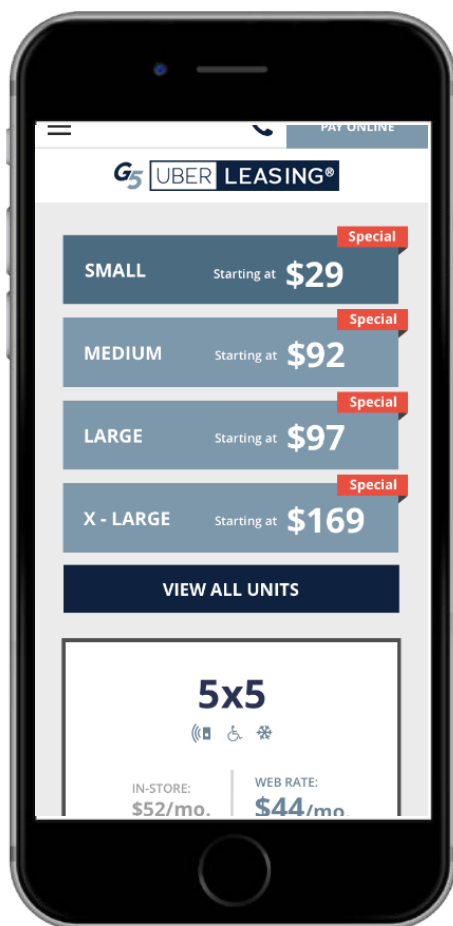 PAY ONLINE
G5 UBER LEASING®
Special
SMALL Starting at $29
Special
MEDIUM Starting at $92
Special
LARGE Starting at $97
Special
X - LARGE Starting at $169
VIEW ALL UNITS
5x5
IN-STORE: WEB RATE:
$52/mo. $44/mo.